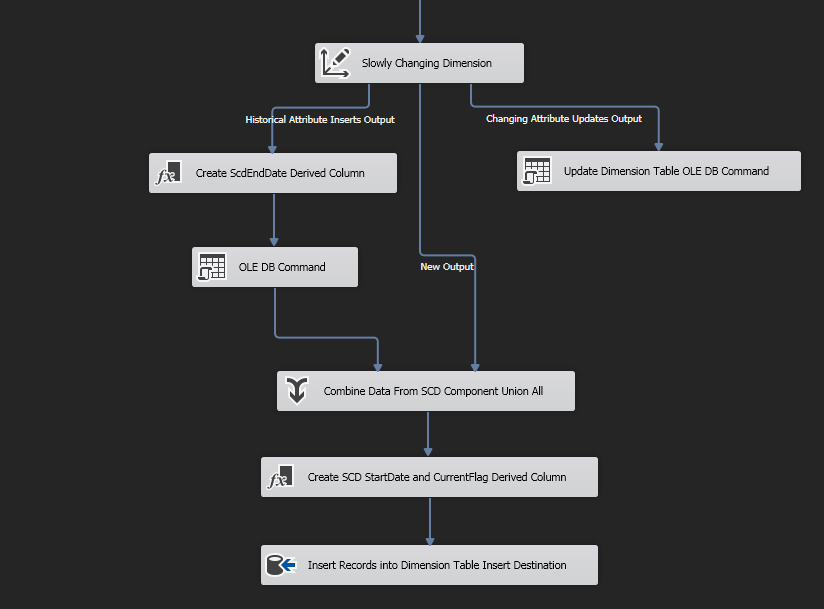 Slowly Changing Dimension
Historical Attribute Inserts Output
Changing Attribute Updates Output
fx
Create ScdEndDate Derived Column
Update Dimension Table OLE DB Command
OLE DB Command
New Output
Combine Data From SCD Component Union All
fx
Create SCD StartDate and CurrentFlag Derived Column
Insert Records into Dimension Table Insert Destination